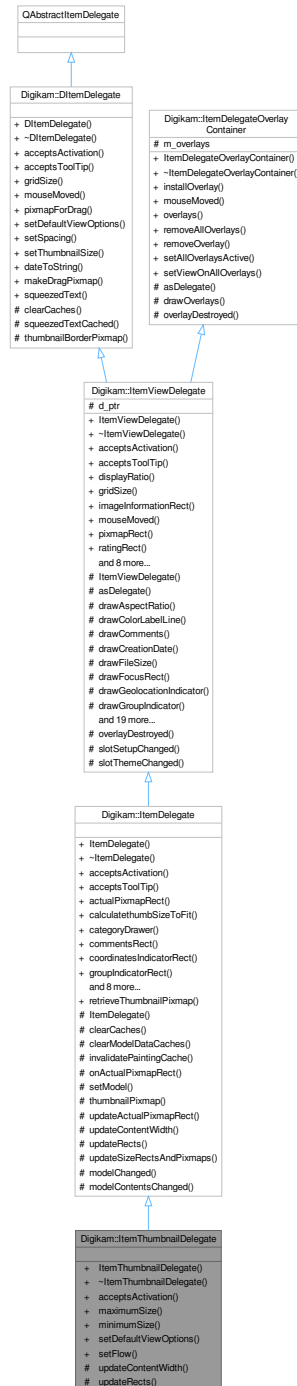 QAbstractItemDelegate
Digikam::DItemDelegate
+ DItemDelegate()
+ ~DItemDelegate()
+ acceptsActivation()
+ acceptsToolTip()
+ gridSize()
+ mouseMoved()
+ pixmapForDrag()
+ setDefaultViewOptions()
+ setSpacing()
+ setThumbnailSize()
+ dateToString()
+ makeDragPixmap()
+ squeezedText()
# clearCaches()
# squeezedTextCached()
# thumbnailBorderPixmap()
Digikam::ItemDelegateOverlay
Container
# m_overlays
+ ItemDelegateOverlayContainer()
+ ~ItemDelegateOverlayContainer()
+ installOverlay()
+ mouseMoved()
+ overlays()
+ removeAllOverlays()
+ removeOverlay()
+ setAllOverlaysActive()
+ setViewOnAllOverlays()
# asDelegate()
# drawOverlays()
# overlayDestroyed()
Digikam::ItemViewDelegate
# d_ptr
+ ItemViewDelegate()
+ ~ItemViewDelegate()
+ acceptsActivation()
+ acceptsToolTip()
+ displayRatio()
+ gridSize()
+ imageInformationRect()
+ mouseMoved()
+ pixmapRect()
+ ratingRect()
and 8 more...
# ItemViewDelegate()
# asDelegate()
# drawAspectRatio()
# drawColorLabelLine()
# drawComments()
# drawCreationDate()
# drawFileSize()
# drawFocusRect()
# drawGeolocationIndicator()
# drawGroupIndicator()
and 19 more...
# overlayDestroyed()
# slotSetupChanged()
# slotThemeChanged()
Digikam::ItemDelegate
+ ItemDelegate()
+ ~ItemDelegate()
+ acceptsActivation()
+ acceptsToolTip()
+ actualPixmapRect()
+ calculatethumbSizeToFit()
+ categoryDrawer()
+ commentsRect()
+ coordinatesIndicatorRect()
+ groupIndicatorRect()
and 8 more...
+ retrieveThumbnailPixmap()
# ItemDelegate()
# clearCaches()
# clearModelDataCaches()
# invalidatePaintingCache()
# onActualPixmapRect()
# setModel()
# thumbnailPixmap()
# updateActualPixmapRect()
# updateContentWidth()
# updateRects()
# updateSizeRectsAndPixmaps()
# modelChanged()
# modelContentsChanged()
Digikam::ItemThumbnailDelegate
+ ItemThumbnailDelegate()
+ ~ItemThumbnailDelegate()
+ acceptsActivation()
+ maximumSize()
+ minimumSize()
+ setDefaultViewOptions()
+ setFlow()
# updateContentWidth()
# updateRects()